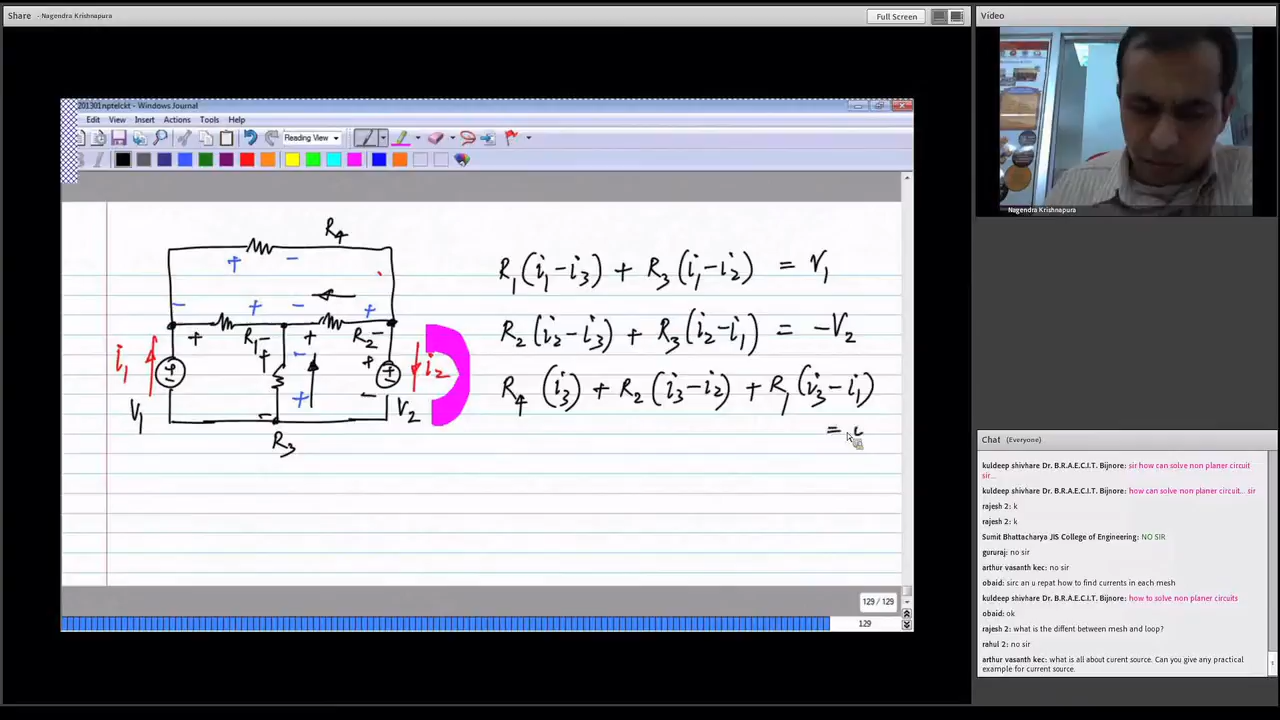 Share - Nagendra Krishnapura
Full Screen
Video
Nagendra Krishnapura
201301nptelckt - Windows Journal
Edit View Insert Actions Tools Help
Reading View
R4
+ −
− + − +
+ R1 − + R2 −
i1
+
−
V1
+
−
R3
−
+
+
−
V2
i2
R1(i1−i3) + R3(i1−i2) = V1
R2(i2−i3) + R3(i2−i1) = −V2
R4 (i3) + R2(i3−i2) + R1(i3−i1)
=
129 / 129
129
Chat (Everyone)
kuldeep shivhare Dr. B.R.A.E.C.I.T. Bijnore: sir how can solve non planer circuit
sir...
kuldeep shivhare Dr. B.R.A.E.C.I.T. Bijnore: how can solve non planer circuit.. sir
rajesh 2: k
rajesh 2: k
Sumit Bhattacharya JIS College of Engineering: NO SIR
gururaj: no sir
arthur vasanth kec: no sir
obaid: sirc an u repat how to find currents in each mesh
kuldeep shivhare Dr. B.R.A.E.C.I.T. Bijnore: how to solve non planer circuits
obaid: ok
rajesh 2: what is the diffent between mesh and loop?
rahul 2: no sir
arthur vasanth kec: what is all about curent source. Can you give any practical
example for current source.